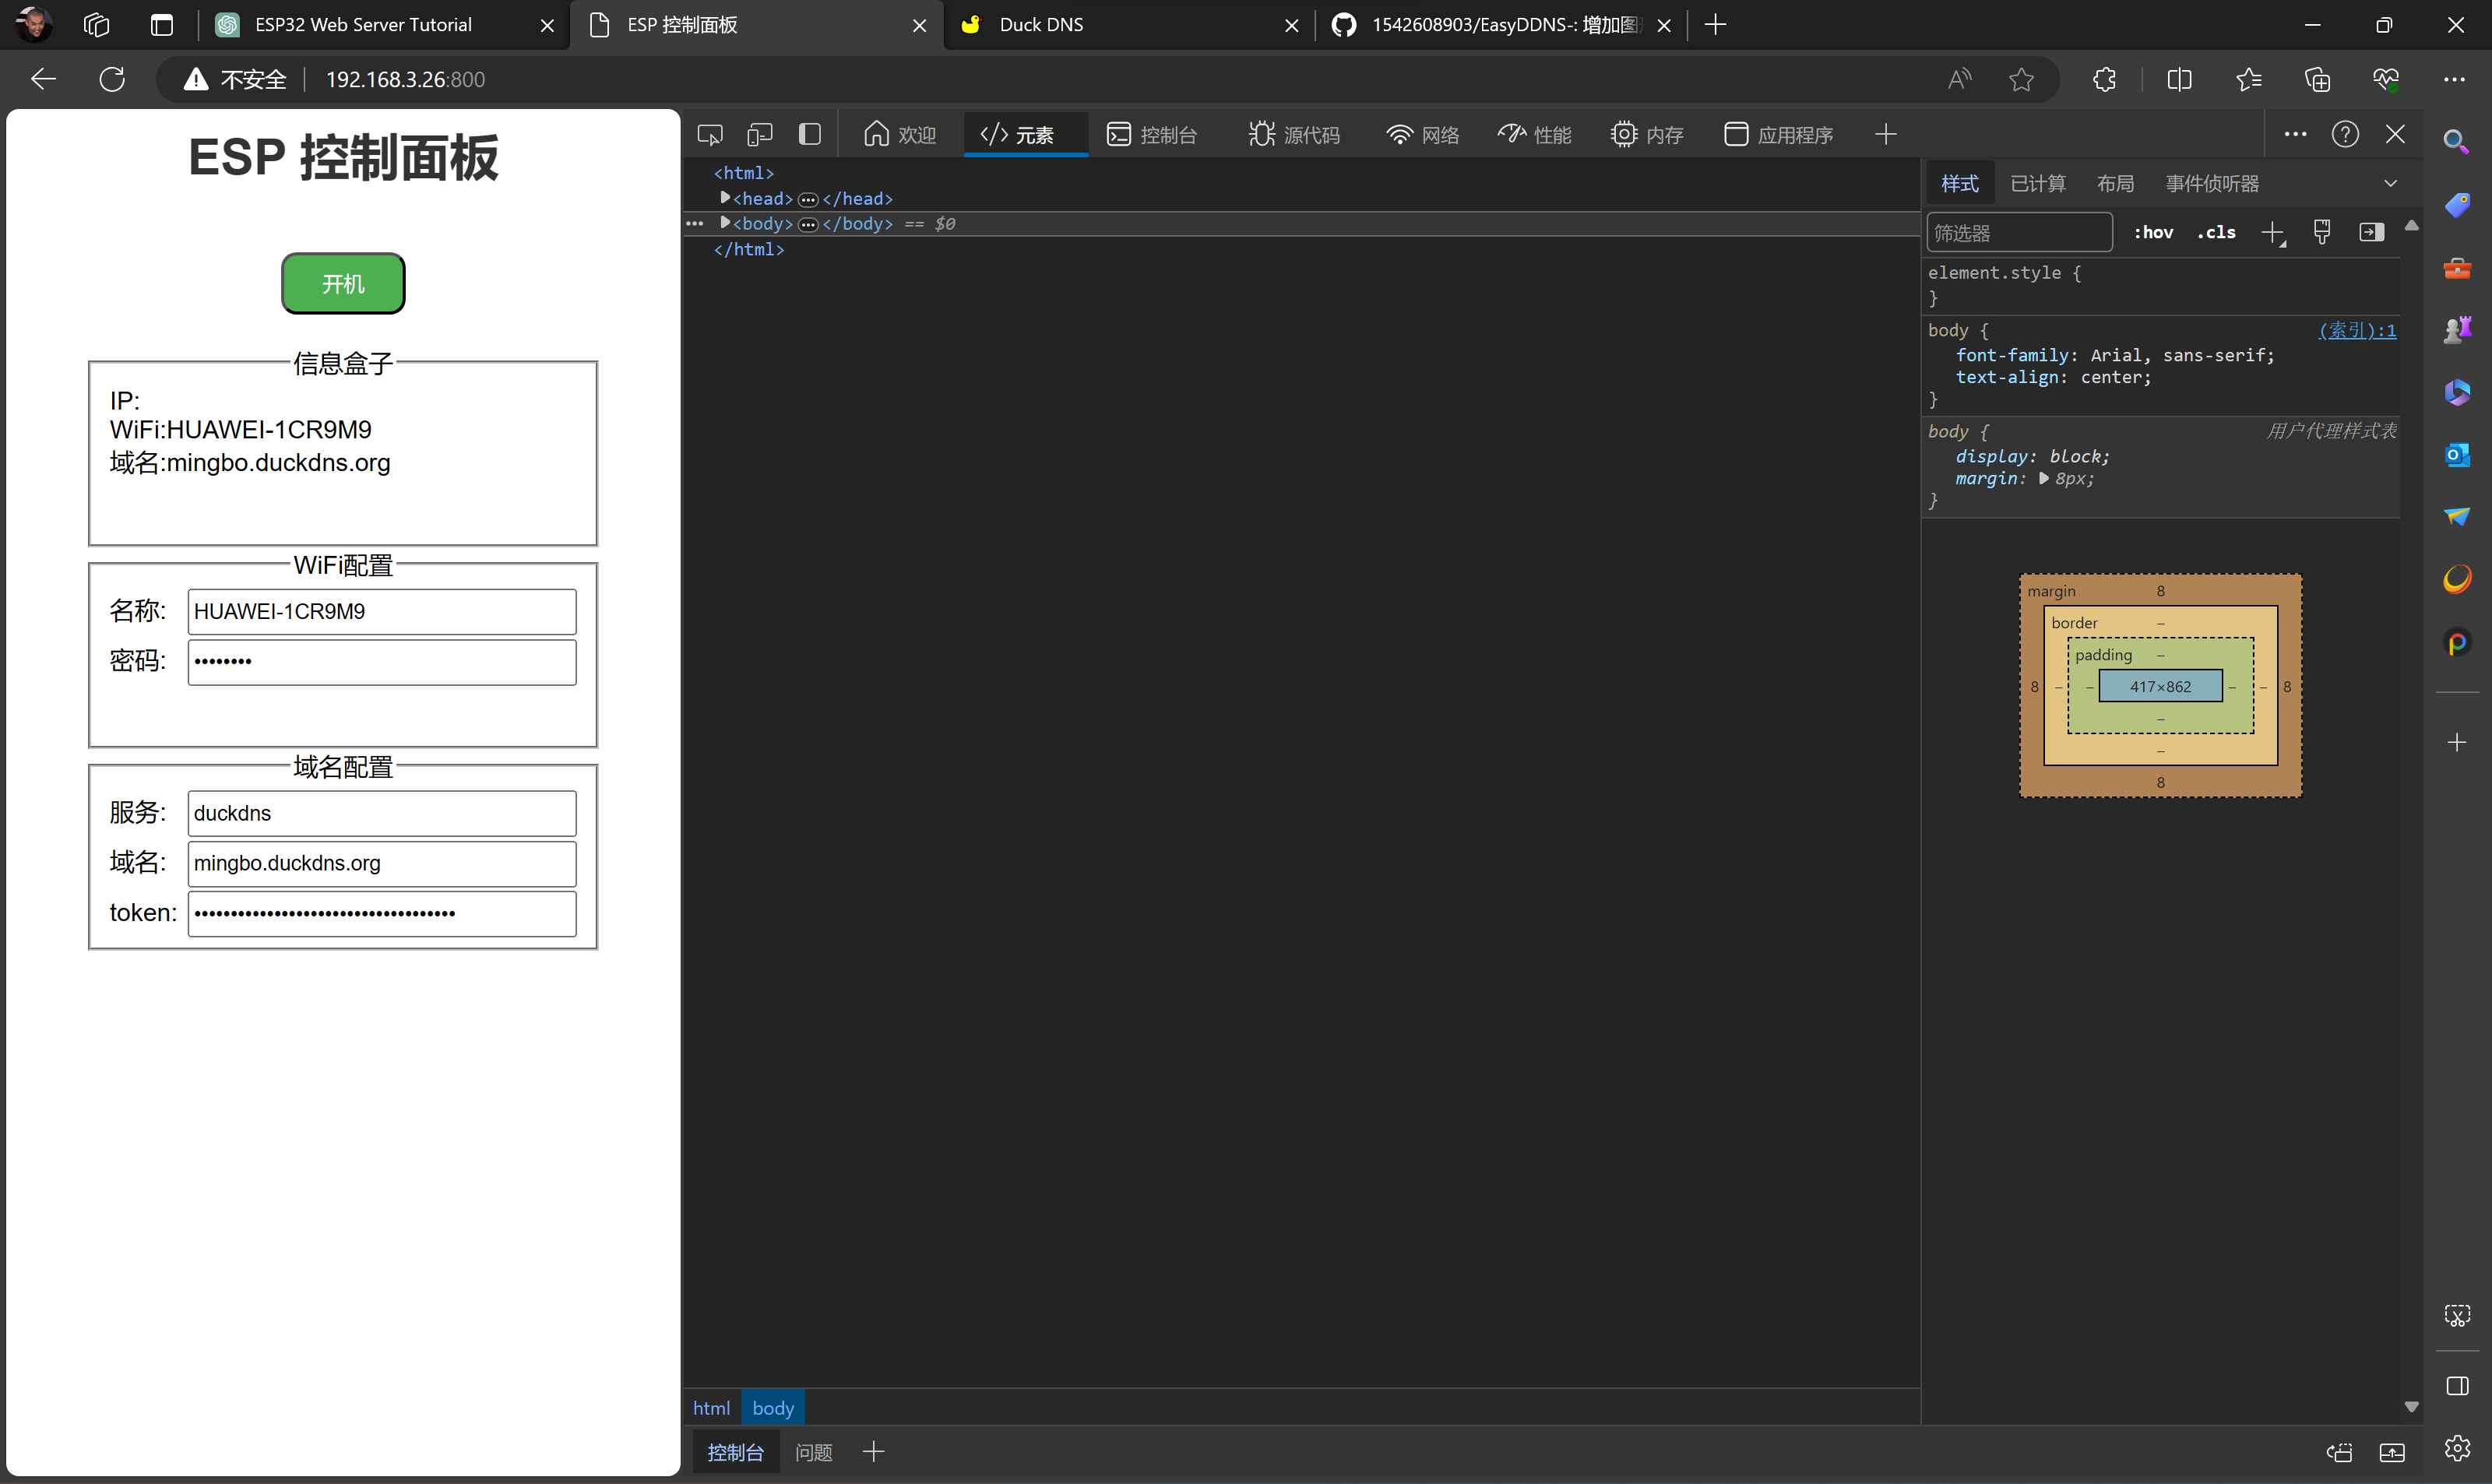 ESP32 Web Server Tutorial
ESP 控制面板
Duck DNS
1542608903/EasyDDNS-: 增加图
不安全
192.168.3.26:800
ESP 控制面板
开机
信息盒子
IP:
WiFi:HUAWEI-1CR9M9
域名:mingbo.duckdns.org
WiFi配置
名称: HUAWEI-1CR9M9
密码: ••••••••
域名配置
服务: duckdns
域名: mingbo.duckdns.org
token: ••••••••••••••••••••••••••••••••••••
欢迎
</> 元素
控制台
源代码
网络
性能
内存
应用程序
<html>
<head> ... </head>
<body> ... </body> == $0
</html>
样式
已计算
布局
事件侦听器
筛选器
:hov
.cls
element.style {
}
body {
(索引):1
font-family: Arial, sans-serif;
text-align: center;
}
body {
用户代理样式表
display: block;
margin: 8px;
}
margin 8
border –
padding –
8 – – 417×862 – – 8
–
–
8
html body
控制台
问题